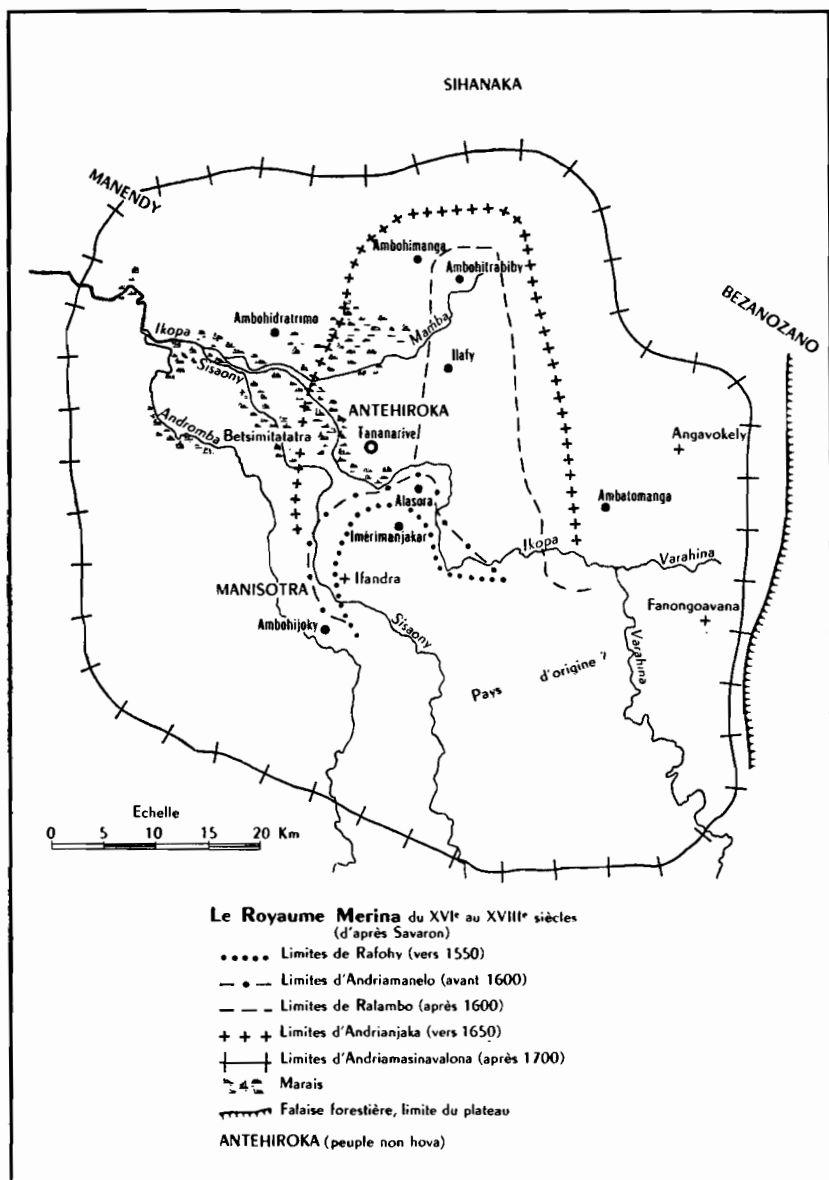 SIHANAKA
MANENDY
Ambohimanga
Ambohitrabiby
BEZANOZANO
Ambohidratrimo
Mamba
Ikopa
Ilafy
Sisaony
ANTEHIROKA
Andromba
Betsimitatatra
Tananarive
Angavokely
Alasora
Ambatomanga
Imérimanjakar
Ikopa
Varahina
Ifandra
MANISOTRA
Fanongoavana
Ambohijoky
Sisaony
Varahina
Pays d'origine ?
Echelle
0 5 10 15 20 Km
Le Royaume Merina du XVIe au XVIIIe siècles
(d'après Savaron)
Limites de Rafohy (vers 1550)
Limites d'Andriamanelo (avant 1600)
Limites de Ralambo (après 1600)
Limites d'Andrianjaka (vers 1650)
Limites d'Andriamasinavalona (après 1700)
Marais
Falaise forestière, limite du plateau
ANTEHIROKA (peuple non hova)